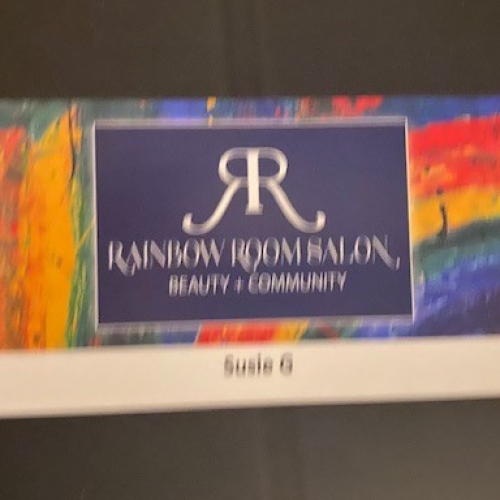 RR
RAINBOW ROOM SALON
BEAUTY + COMMUNITY
Susie G